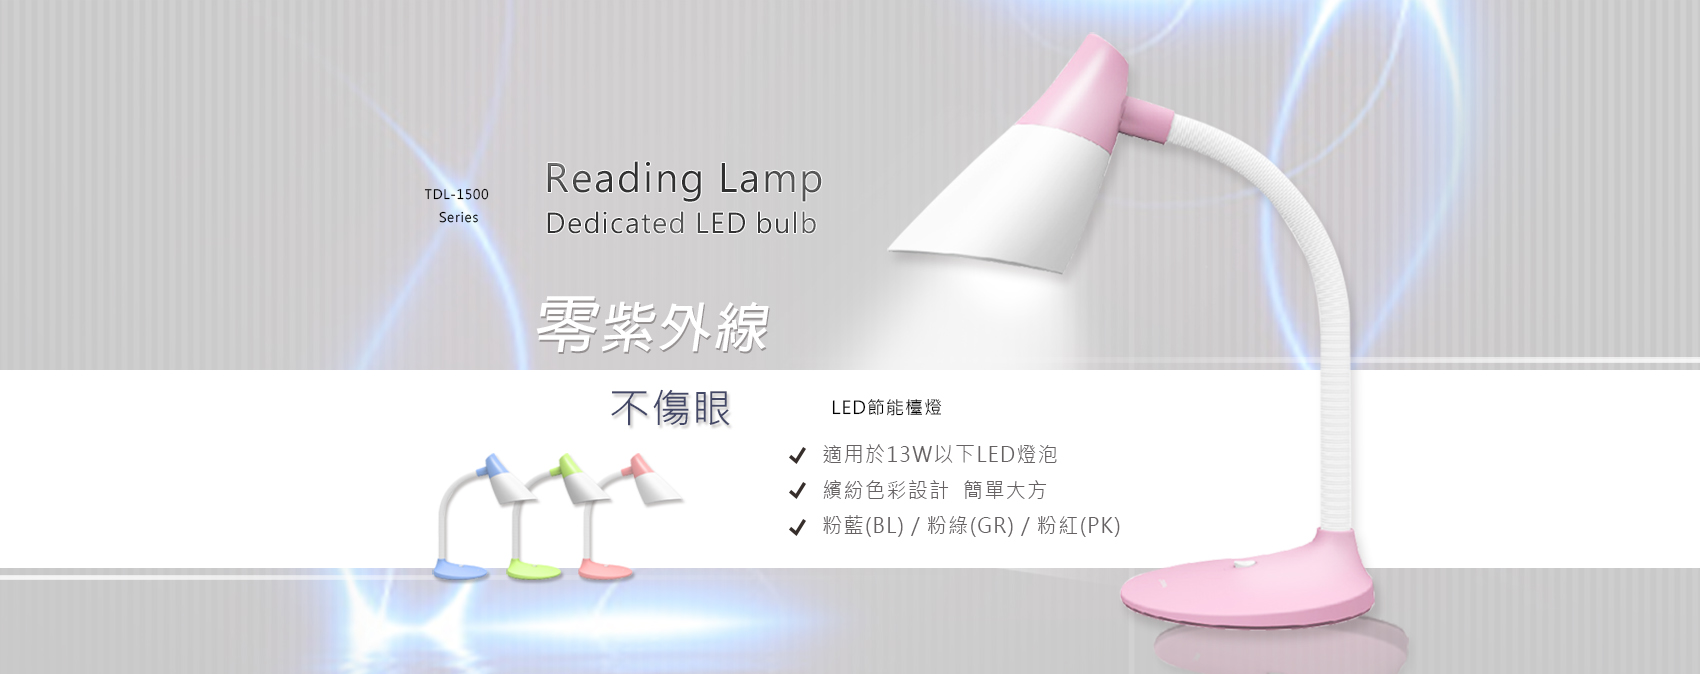 TDL-1500
Series
Reading Lamp
Dedicated LED bulb
零紫外線
不傷眼
LED節能檯燈
適用於13W以下LED燈泡
繽紛色彩設計 簡單大方
粉藍(BL) / 粉綠(GR) / 粉紅(PK)